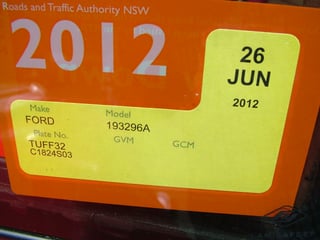 Roads and Traffic Authority NSW
2012
26
JUN
2012
Make
Model
FORD
193296A
Plate No.
GVM
GCM
TUFF32
C1824S03